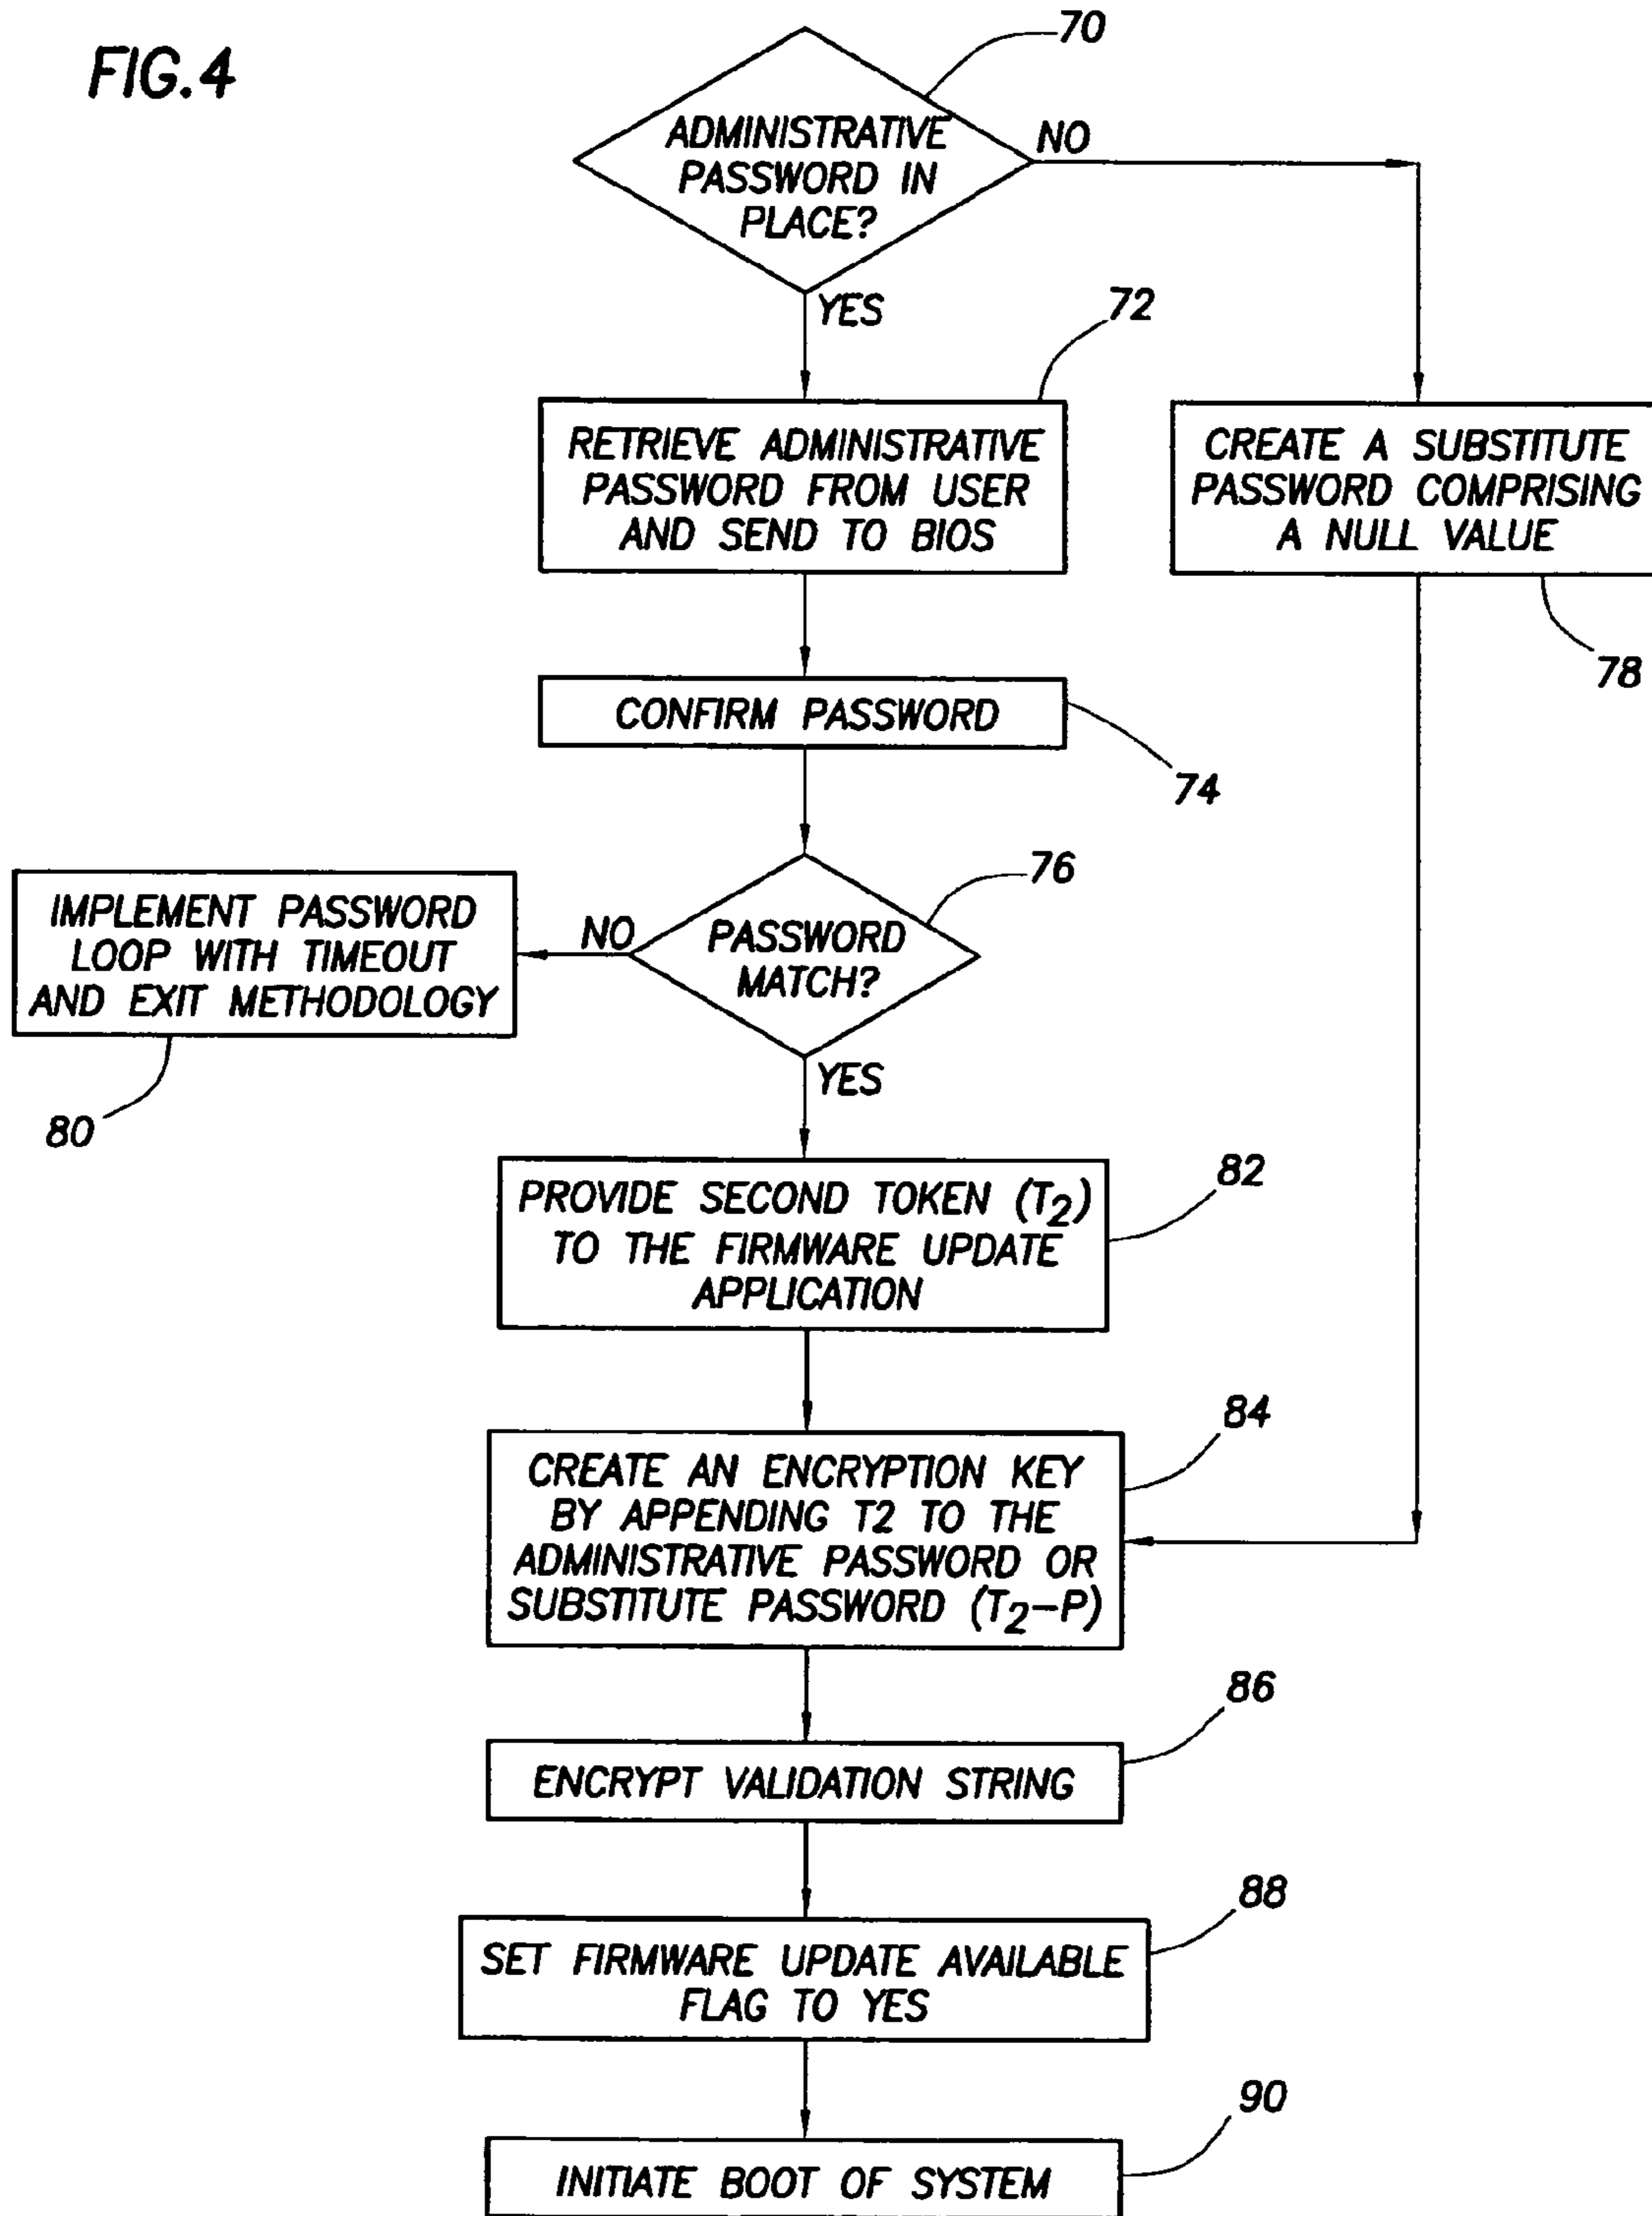 FIG.4
70
ADMINISTRATIVE
PASSWORD IN
PLACE?
NO
YES
72
RETRIEVE ADMINISTRATIVE
PASSWORD FROM USER
AND SEND TO BIOS
CREATE A SUBSTITUTE
PASSWORD COMPRISING
A NULL VALUE
78
CONFIRM PASSWORD
74
76
PASSWORD
MATCH?
NO
IMPLEMENT PASSWORD
LOOP WITH TIMEOUT
AND EXIT METHODOLOGY
80
YES
82
PROVIDE SECOND TOKEN (T2)
TO THE FIRMWARE UPDATE
APPLICATION
84
CREATE AN ENCRYPTION KEY
BY APPENDING T2 TO THE
ADMINISTRATIVE PASSWORD OR
SUBSTITUTE PASSWORD (T2-P)
86
ENCRYPT VALIDATION STRING
88
SET FIRMWARE UPDATE AVAILABLE
FLAG TO YES
90
INITIATE BOOT OF SYSTEM